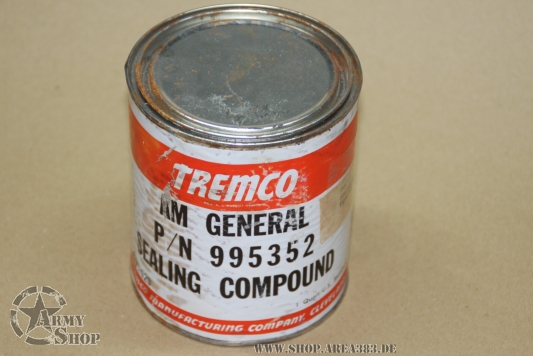 TREMCO
AM GENERAL
P/N 995352
SEALING COMPOUND
MANUFACTURING COMPANY,
ARMY
SHOP
WWW.SHOP.AREA383.DE